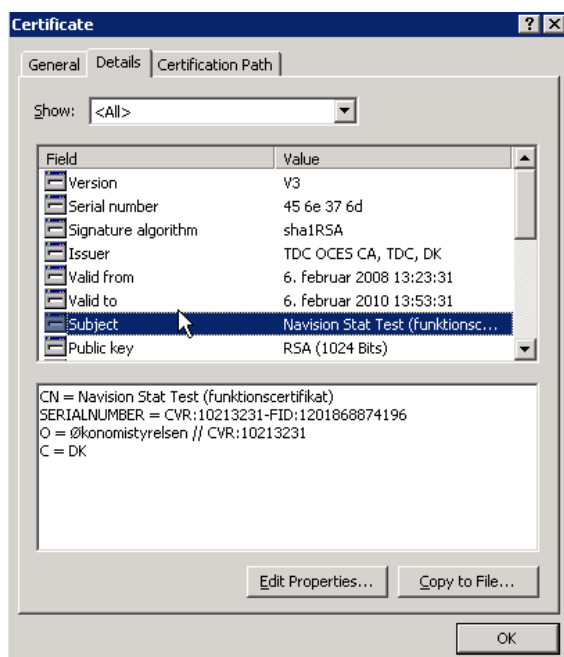 Certificate
General Details Certification Path
Show: <All>
Field Value
Version V3
Serial number 45 6e 37 6d
Signature algorithm sha1RSA
Issuer TDC OCES CA, TDC, DK
Valid from 6. februar 2008 13:23:31
Valid to 6. februar 2010 13:53:31
Subject Navision Stat Test (funktionsc...
Public key RSA (1024 Bits)
CN = Navision Stat Test (funktionscertifikat)
SERIALNUMBER = CVR:10213231-FID:1201868874196
O = Økonomistyrelsen // CVR:10213231
C = DK
Edit Properties... Copy to File...
OK